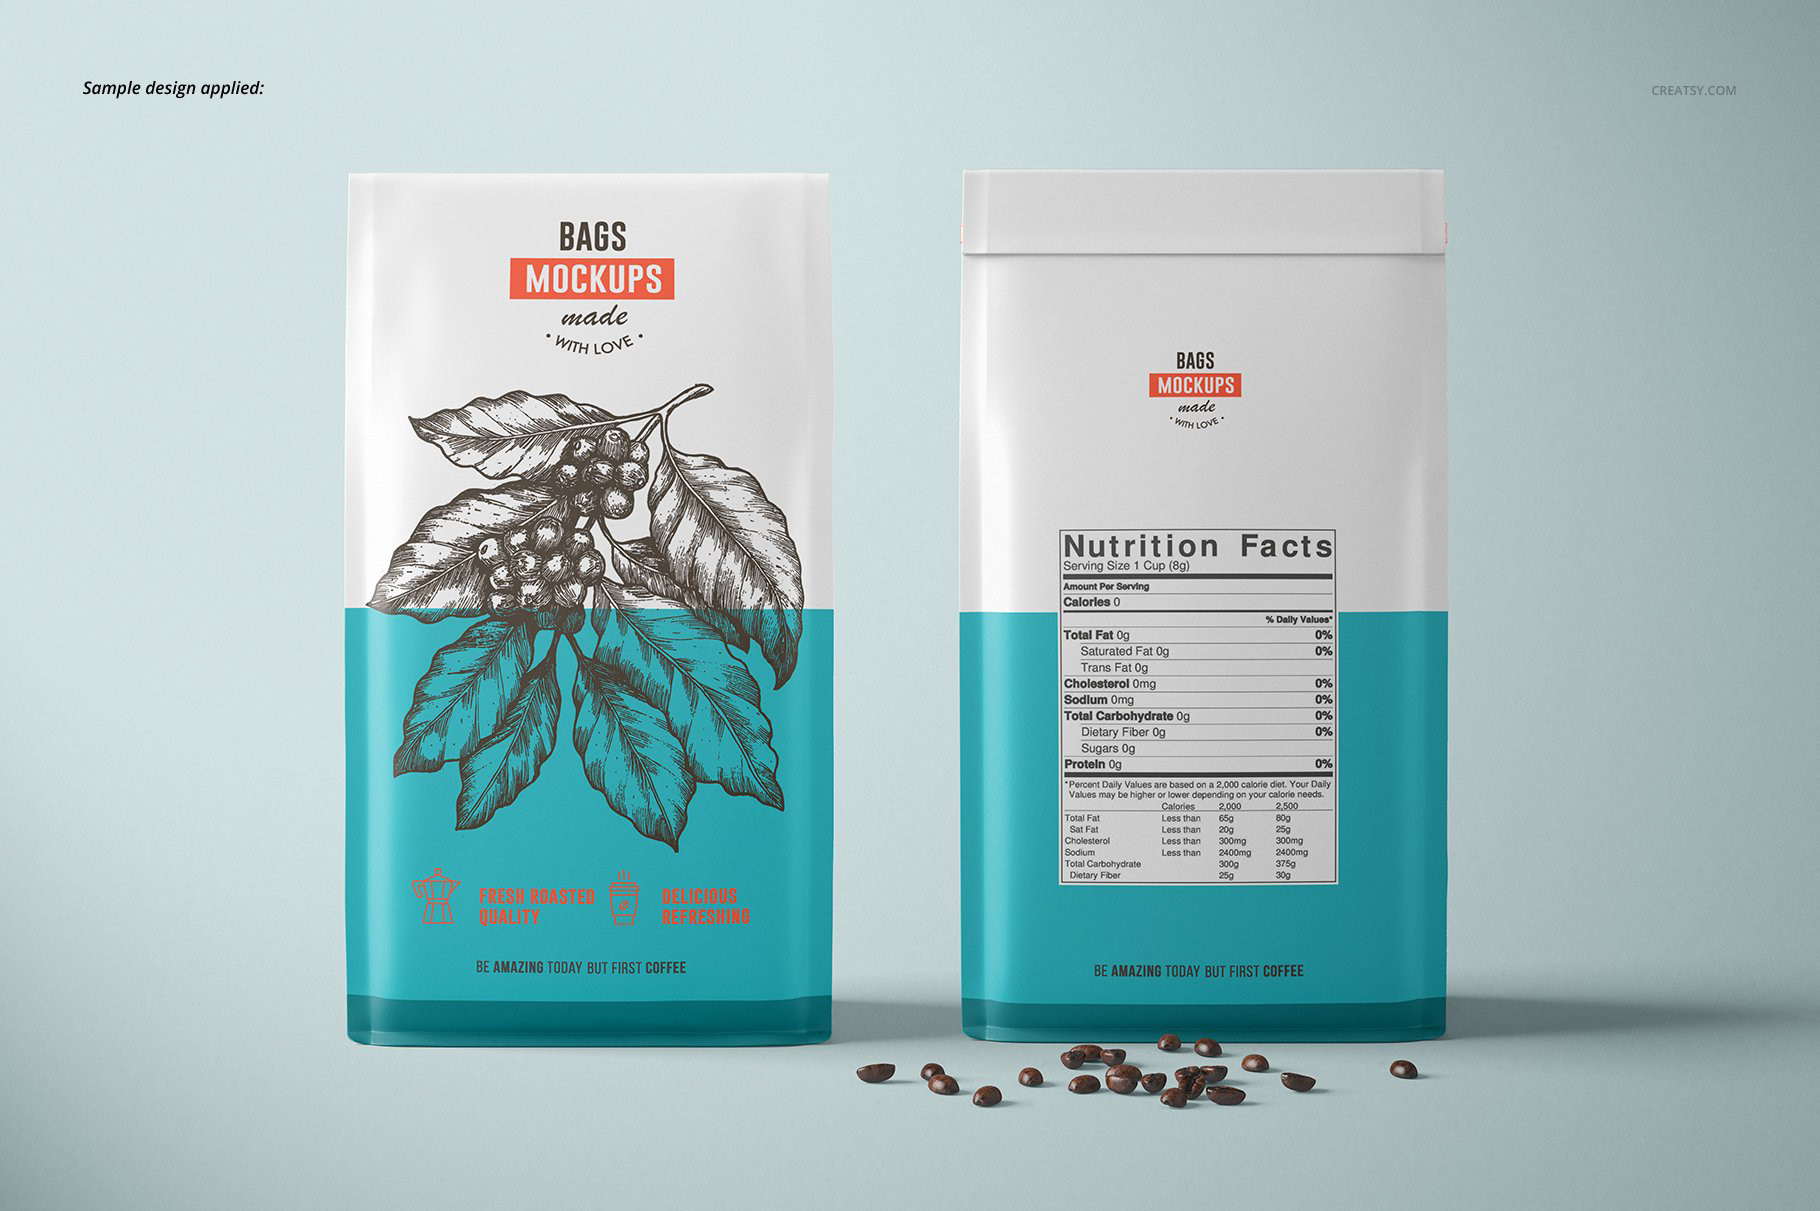 Sample design applied:
CREATSY.COM
BAGS
MOCKUPS
made
• WITH LOVE •
FRESH ROASTED
QUALITY
DELICIOUS
REFRESHING
BE AMAZING TODAY BUT FIRST COFFEE
BAGS
MOCKUPS
made
• WITH LOVE •
Nutrition Facts
Serving Size 1 Cup (8g)
Amount Per Serving
Calories 0
% Daily Values*
Total Fat 0g 0%
Saturated Fat 0g 0%
Trans Fat 0g
Cholesterol 0mg 0%
Sodium 0mg 0%
Total Carbohydrate 0g 0%
Dietary Fiber 0g 0%
Sugars 0g
Protein 0g 0%
*Percent Daily Values are based on a 2,000 calorie diet. Your Daily
Values may be higher or lower depending on your calorie needs.
Calories 2,000 2,500
Total Fat Less than 65g 80g
Sat Fat Less than 20g 25g
Cholesterol Less than 300mg 300mg
Sodium Less than 2400mg 2400mg
Total Carbohydrate 300g 375g
Dietary Fiber 25g 30g
BE AMAZING TODAY BUT FIRST COFFEE